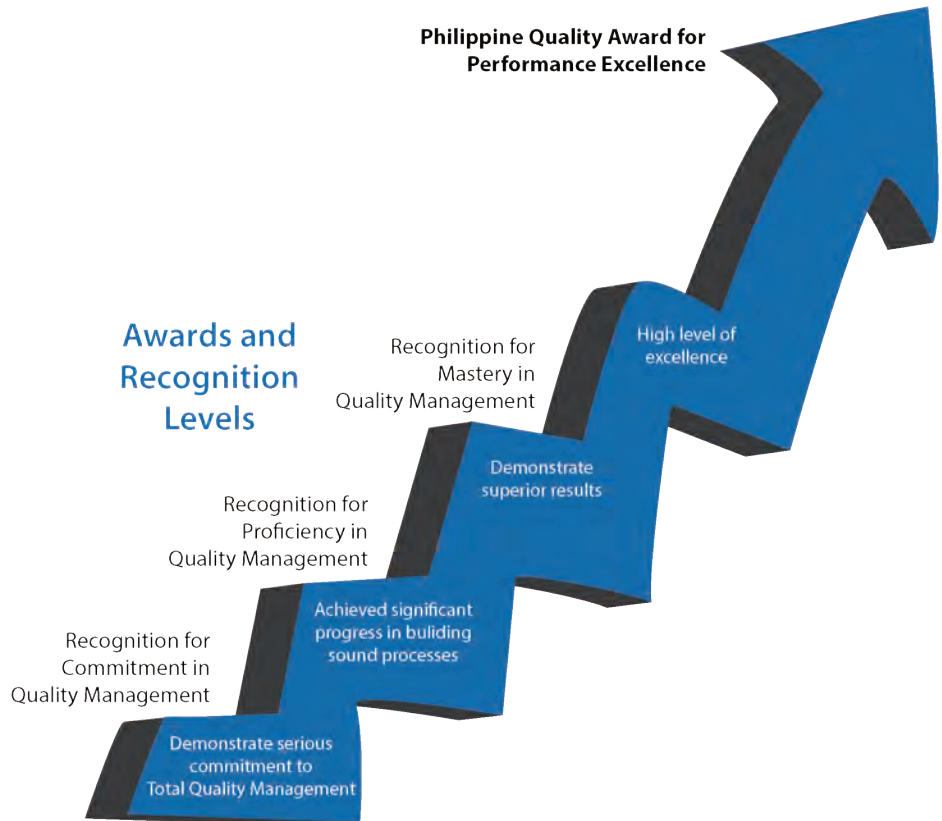 Philippine Quality Award for
Performance Excellence
Awards and
Recognition
Levels
High level of
excellence
Recognition for
Mastery in
Quality Management
Demonstrate
superior results
Recognition for
Proficiency in
Quality Management
Achieved significant
progress in buliding
sound processes
Recognition for
Commitment in
Quality Management
Demonstrate serious
commitment to
Total Quality Management